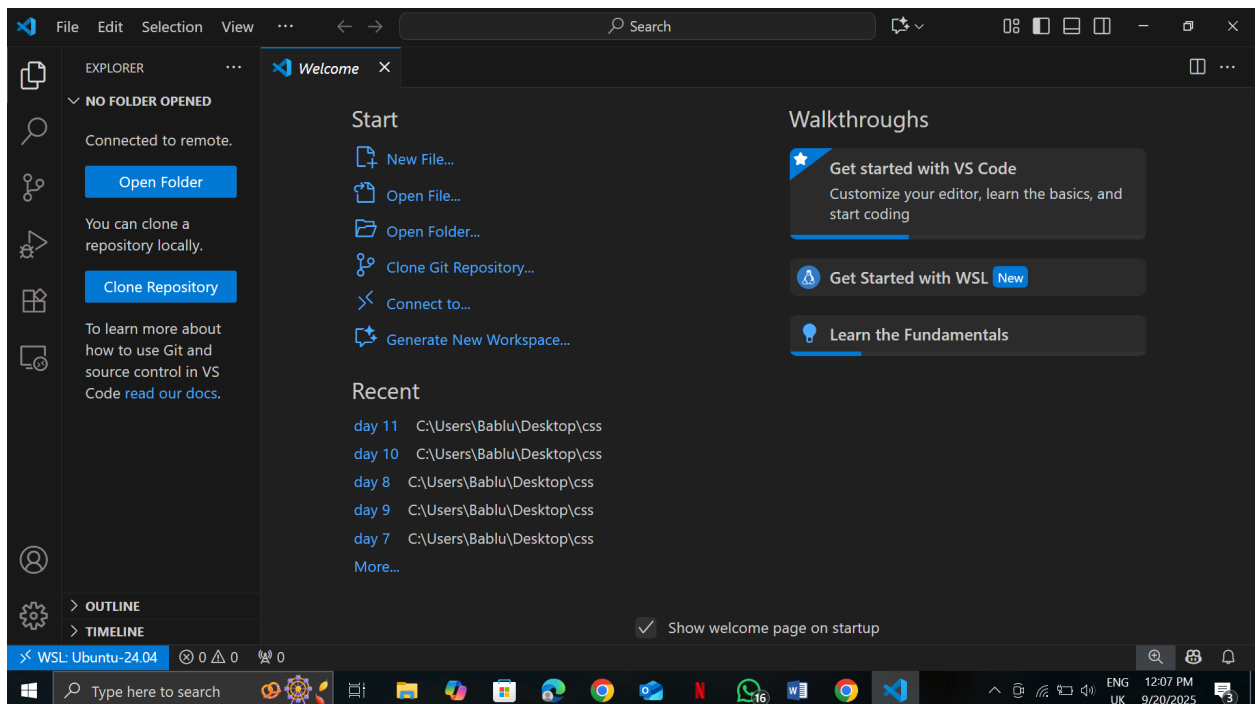 File Edit Selection View ··· Search
EXPLORER ···
Welcome
NO FOLDER OPENED
Connected to remote.
Open Folder
You can clone a
repository locally.
Clone Repository
To learn more about
how to use Git and
source control in VS
Code read our docs.
OUTLINE
TIMELINE
Start
New File...
Open File...
Open Folder...
Clone Git Repository...
Connect to...
Generate New Workspace...
Recent
day 11 C:\Users\Bablu\Desktop\css
day 10 C:\Users\Bablu\Desktop\css
day 8 C:\Users\Bablu\Desktop\css
day 9 C:\Users\Bablu\Desktop\css
day 7 C:\Users\Bablu\Desktop\css
More...
Walkthroughs
Get started with VS Code
Customize your editor, learn the basics, and
start coding
Get Started with WSL New
Learn the Fundamentals
Show welcome page on startup
WSL: Ubuntu-24.04 0 0 0
Type here to search
N
16
W
ENG
UK
12:07 PM
9/20/2025
3